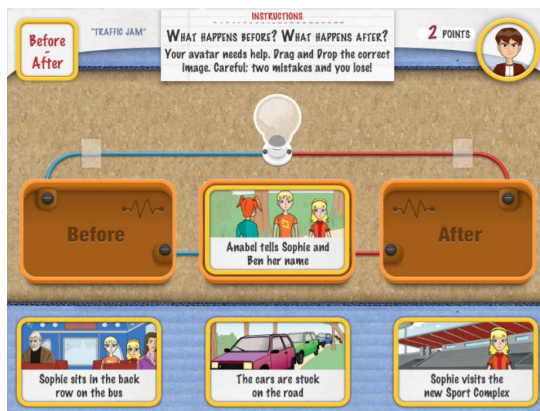 Before
-
After
"TRAFFIC JAM"
INSTRUCTIONS
WHAT HAPPENS BEFORE? WHAT HAPPENS AFTER?
Your avatar needs help. Drag and Drop the correct
image. Careful: two mistakes and you lose!
2 POINTS
Before
Anabel tells Sophie and
Ben her name
After
Sophie sits in the back
row on the bus
The cars are stuck
on the road
Sophie visits the
new Sport Complex